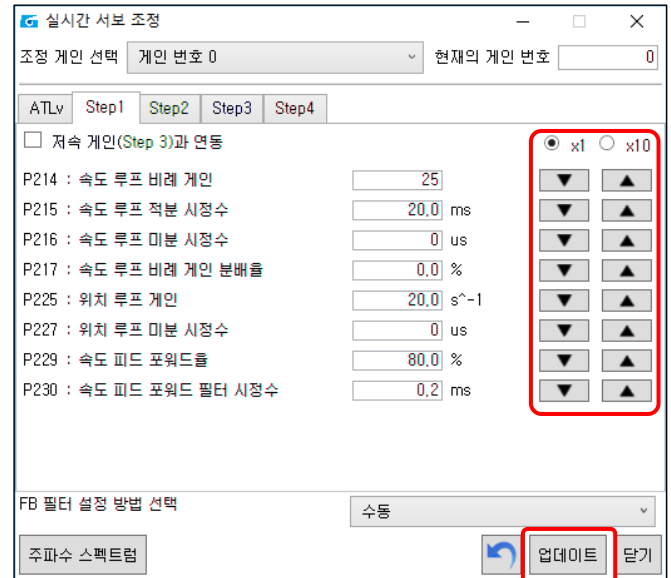 실시간 서보 조정
조정 게인 선택 게인 번호 0 현재의 게인 번호 0
ATLv Step1 Step2 Step3 Step4
저속 게인(Step 3)과 연동 x1 x10
P214 : 속도 루프 비례 게인 25
P215 : 속도 루프 적분 시정수 20.0 ms
P216 : 속도 루프 미분 시정수 0 us
P217 : 속도 루프 비례 게인 분배율 0.0 %
P225 : 위치 루프 게인 20.0 s^-1
P227 : 위치 루프 미분 시정수 0 us
P229 : 속도 피드 포워드율 80.0 %
P230 : 속도 피드 포워드 필터 시정수 0.2 ms
FB 필터 설정 방법 선택 수동
주파수 스펙트럼 업데이트 닫기